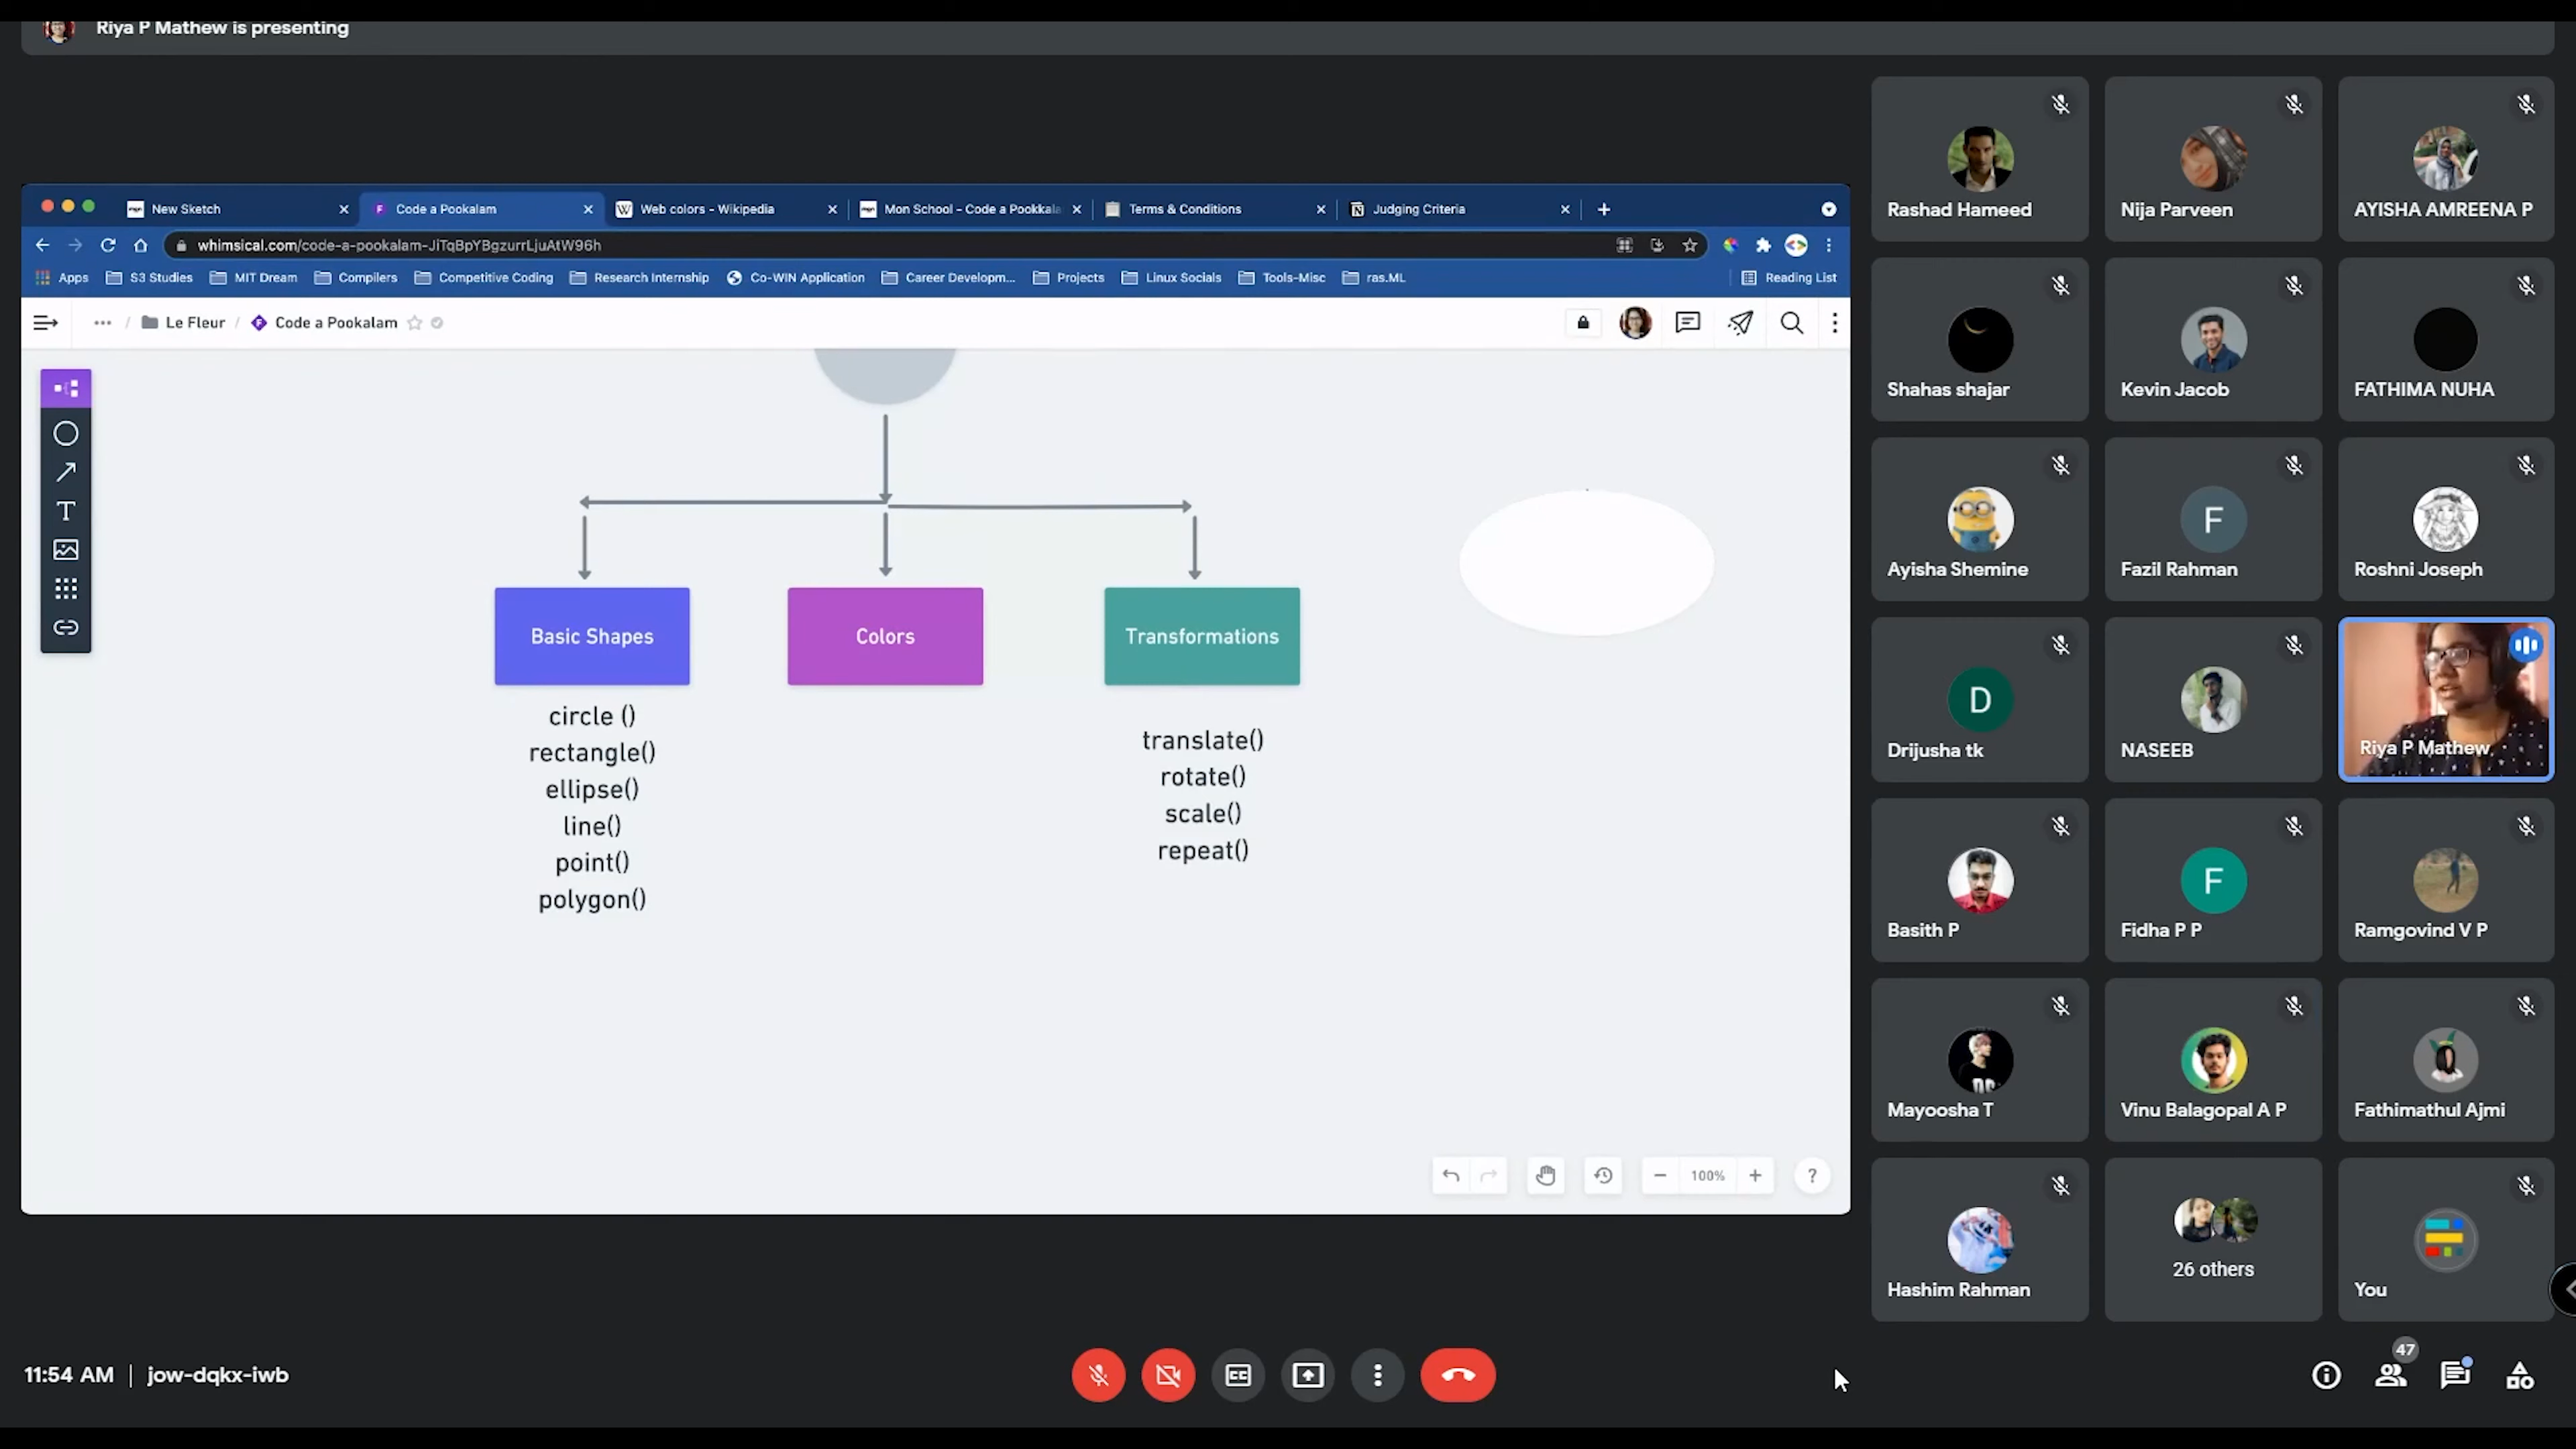 Riya P Mathew is presenting
New Sketch
Code a Pookalam
Web colors - Wikipedia
Mon School - Code a Pookkala
Terms & Conditions
Judging Criteria
whimsical.com/code-a-pookalam-JiTqBpYBgzurrLjuAtW96h
Apps
S3 Studies
MIT Dream
Compilers
Competitive Coding
Research Internship
Co-WIN Application
Career Developm...
Projects
Linux Socials
Tools-Misc
ras.ML
Reading List
... / Le Fleur / Code a Pookalam
T
Basic Shapes
Colors
Transformations
circle ()
rectangle()
ellipse()
line()
point()
polygon()
translate()
rotate()
scale()
repeat()
100%
?
Rashad Hameed
Nija Parveen
AYISHA AMREENA P
Shahas shajar
Kevin Jacob
FATHIMA NUHA
Ayisha Shemine
F
Fazil Rahman
Roshni Joseph
D
Drijusha tk
NASEEB
Riya P Mathew
Basith P
F
Fidha P P
Ramgovind V P
Mayoosha T
Vinu Balagopal A P
Fathimathul Ajmi
Hashim Rahman
26 others
You
11:54 AM | jow-dqkx-iwb
CC
47